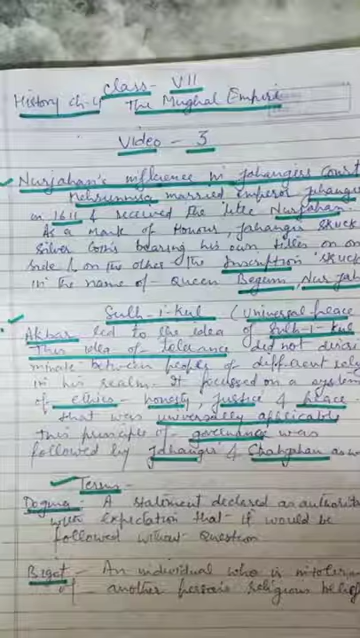 class - VII
History ch-4 The Mughal Empire
Video - 3
Nurjahan's influence in Jahangir's Court
Mehrunnisa married Emperor Jahangi
in 1611 & received the title Nurjahan.
As a mark of Honour, Jahangir struck
Silver Coins bearing his own titles on on
side & on the other the Inscription struck
in the name of Queen Begum, Nur Jah
Sulh-i-kul (Universal peace
Akbar led to the idea of Sulh-i-kul
This idea of tolerance did not discri
minate between people of different reli
in his realm. It focussed on a system
of ethics - honesty, justice & peace
that was universally applicable
this principle of governance was
followed by Jahangir & Shahjahan as w
Terms -
Dogma - A statement declared as authorita
with expectation that it would be
followed without question
Bigot - An individual who is intoleran
of another person's religious belief